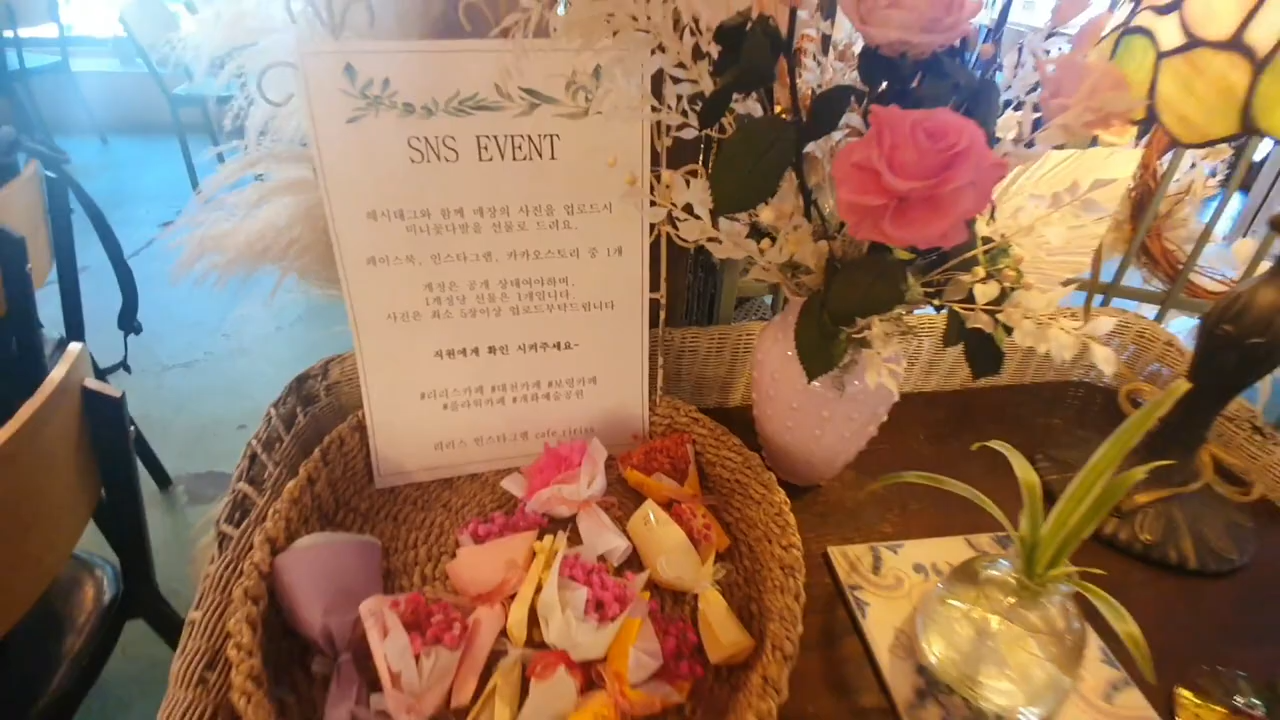 SNS EVENT
해시태그와 함께 매장의 사진을 업로드시
미니꽃다발을 선물로 드려요.
페이스북, 인스타그램, 카카오스토리 중 1개
계정은 공개 상태여야하며,
1계정당 선물은 1개입니다.
사진은 최소 5장이상 업로드부탁드립니다
직원에게 확인 시켜주세요~
#리리스카페 #대천카페 #보령카페
#플라워카페 #개화예술공원
리리스 인스타그램